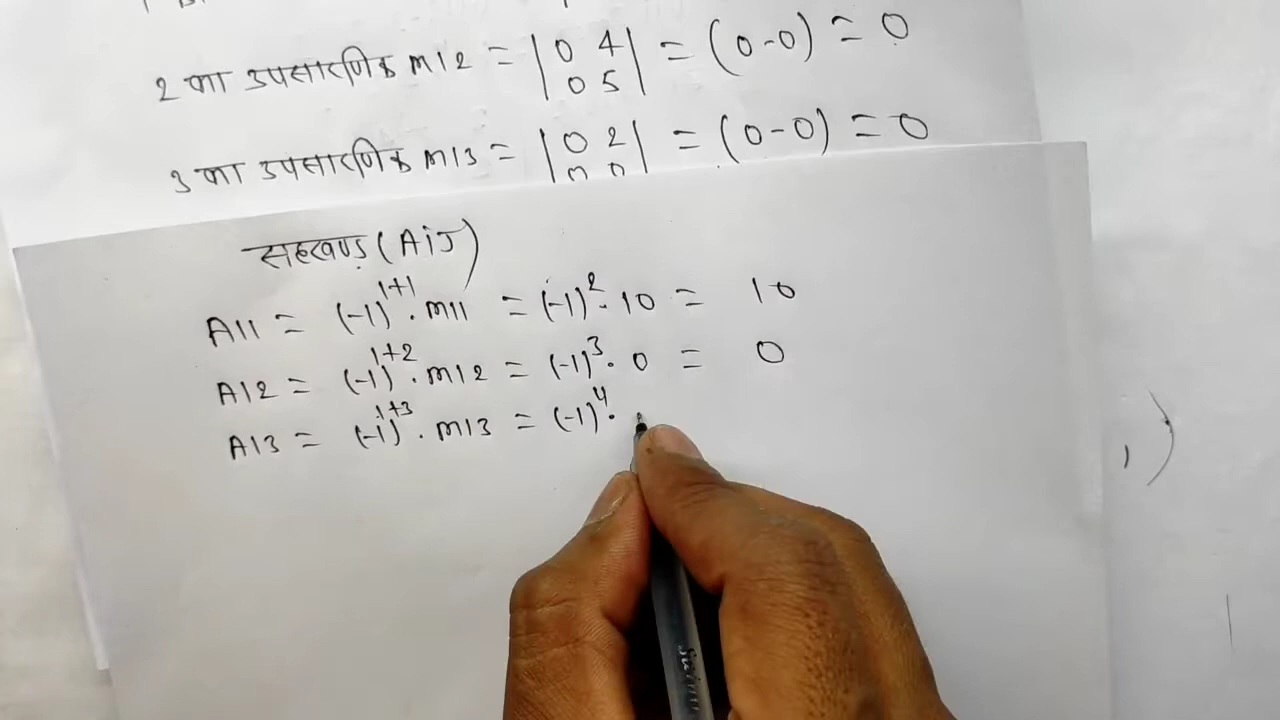 2 का उपसारणिक M12 = |0 4| = (0-0) = 0
0 5
3 का उपसारणिक M13 = |0 2| = (0-0) = 0
0 0
सहखण्ड (AiJ)
A11 = (-1)^1+1 . M11 = (-1)^2 . 10 = 10
A12 = (-1)^1+2 . M12 = (-1)^3 . 0 = 0
A13 = (-1)^1+3 . M13 = (-1)^4 .